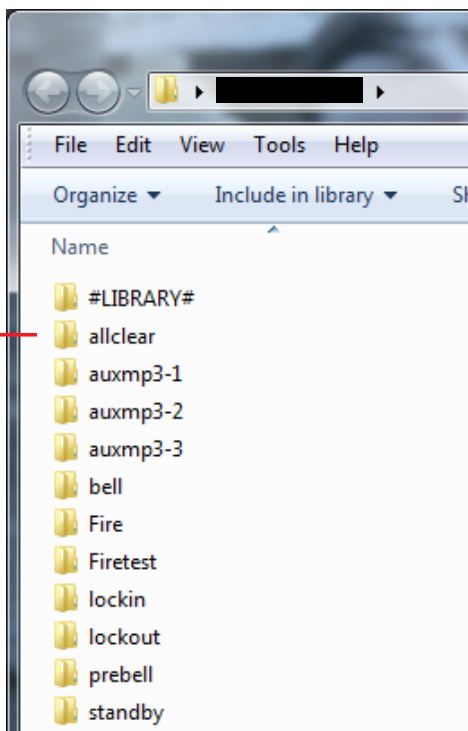 File Edit View Tools Help
Organize Include in library
Name
#LIBRARY#
allclear
auxmp3-1
auxmp3-2
auxmp3-3
bell
Fire
Firetest
lockin
lockout
prebell
standby